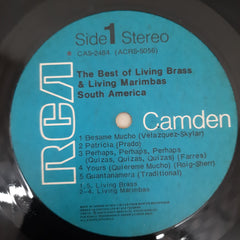 Side 1 Stereo
CAS-2484 (ACRS-5056)
The Best of Living Brass
& Living Marimbas
South America
RCA
Camden
1 Besame Mucho (Velazquez-Skylar)
2 Patricia (Prado)
3 Perhaps, Perhaps, Perhaps
(Quizas, Quizas, Quizas) (Farres)
4 Yours (Quiereme Mucho) (Roig-Sherr)
5 Guantanamera (Traditional)
1, 5, Living Brass
2-4, Living Marimbas